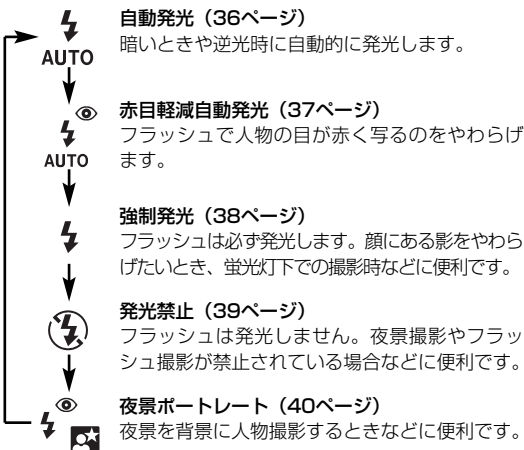 自動発光（36ページ）
暗いときや逆光時に自動的に発光します。
AUTO
赤目軽減自動発光（37ページ）
フラッシュで人物の目が赤く写るのをやわらげ
ます。
AUTO
強制発光（38ページ）
フラッシュは必ず発光します。顔にある影をやわら
げたいとき、蛍光灯下での撮影時などに便利です。
発光禁止（39ページ）
フラッシュは発光しません。夜景撮影やフラッ
シュ撮影が禁止されている場合などに便利です。
夜景ポートレート（40ページ）
夜景を背景に人物撮影するときなどに便利です。